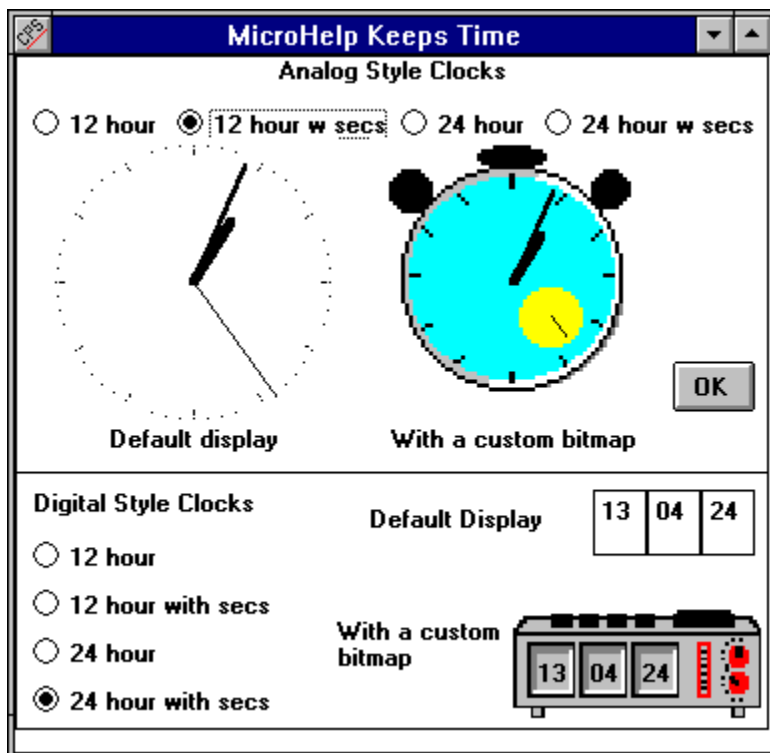 CPS
MicroHelp Keeps Time
Analog Style Clocks
12 hour 12 hour w secs 24 hour 24 hour w secs
OK
Default display With a custom bitmap
Digital Style Clocks
Default Display 13 04 24
12 hour
12 hour with secs
With a custom
bitmap
24 hour
13 04 24
24 hour with secs